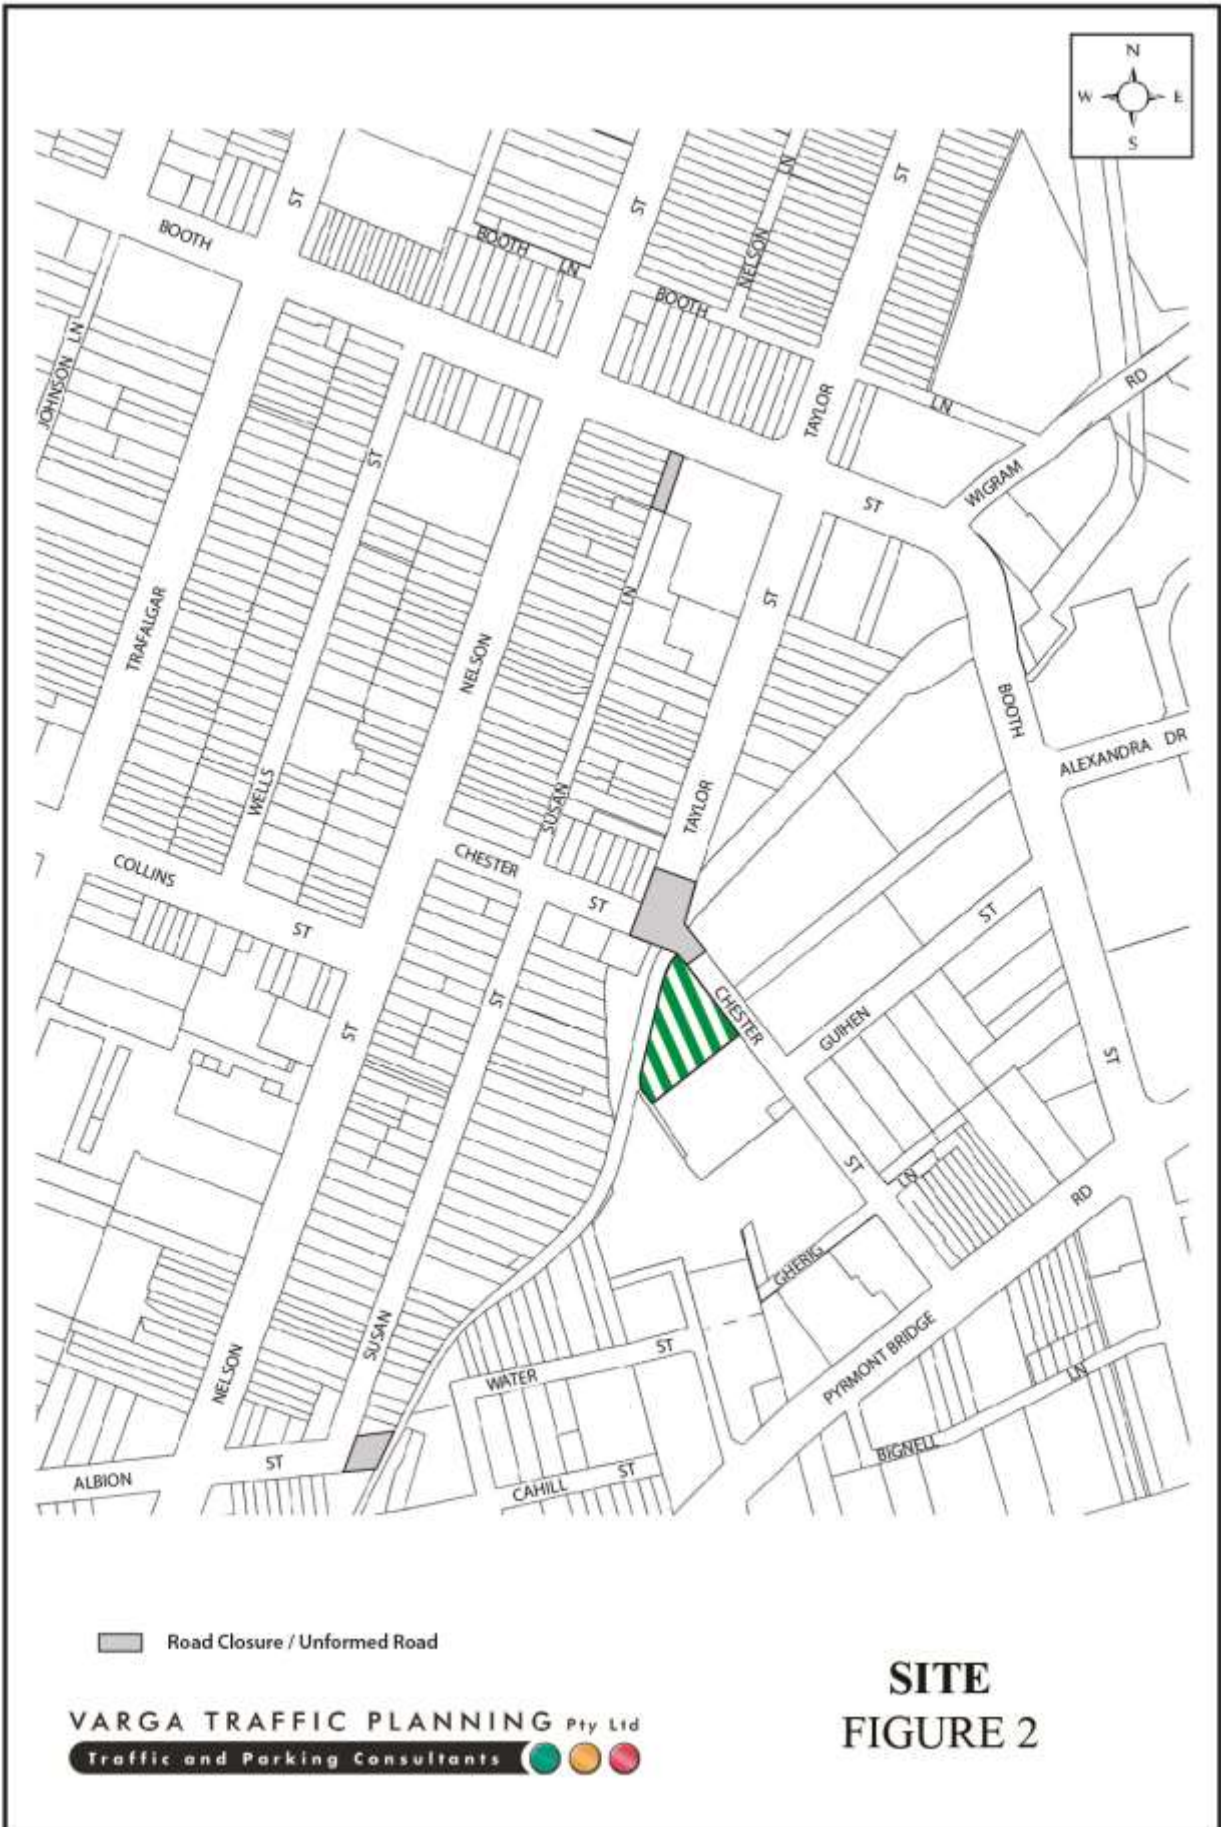 N
W E
S
ST
ST
LN
ST
BOOTH
BOOTH
LN
NELSON
BOOTH
JOHNSON LN
RD
TAYLOR
LN
ST
WIGRAM
ST
LN
ST
TRAFALGAR
NELSON
BOOTH
ALEXANDRA DR
WELLS
SUSAN
TAYLOR
CHESTER
COLLINS
ST
ST
ST
ST
CHESTER
GUIHEN
ST
ST
ST
LN
RD
GHERIG
SUSAN
NELSON
WATER
ST
PYRMONT BRIDGE
LN
BIGNELL
ALBION
ST
CAHILL
ST
Road Closure / Unformed Road
SITE
FIGURE 2
VARGA TRAFFIC PLANNING Pty Ltd
Traffic and Parking Consultants